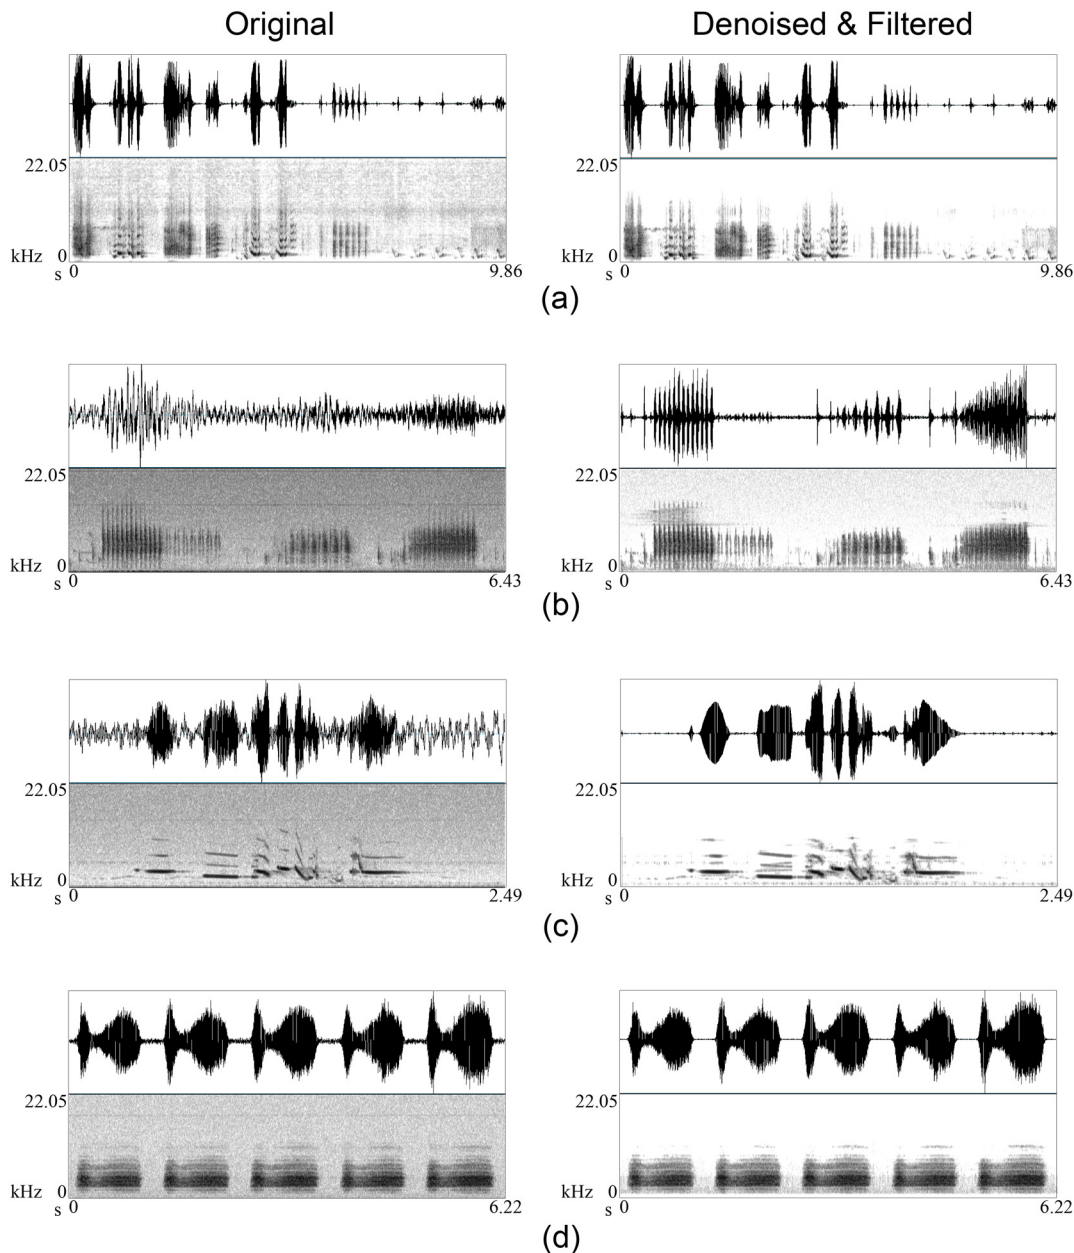 Original Denoised & Filtered
22.05 22.05
kHz 0 kHz 0
s 0 9.86 s 0 9.86
(a)
22.05 22.05
kHz 0 kHz 0
s 0 6.43 s 0 6.43
(b)
22.05 22.05
kHz 0 kHz 0
s 0 2.49 s 0 2.49
(c)
22.05 22.05
kHz 0 kHz 0
s 0 6.22 s 0 6.22
(d)